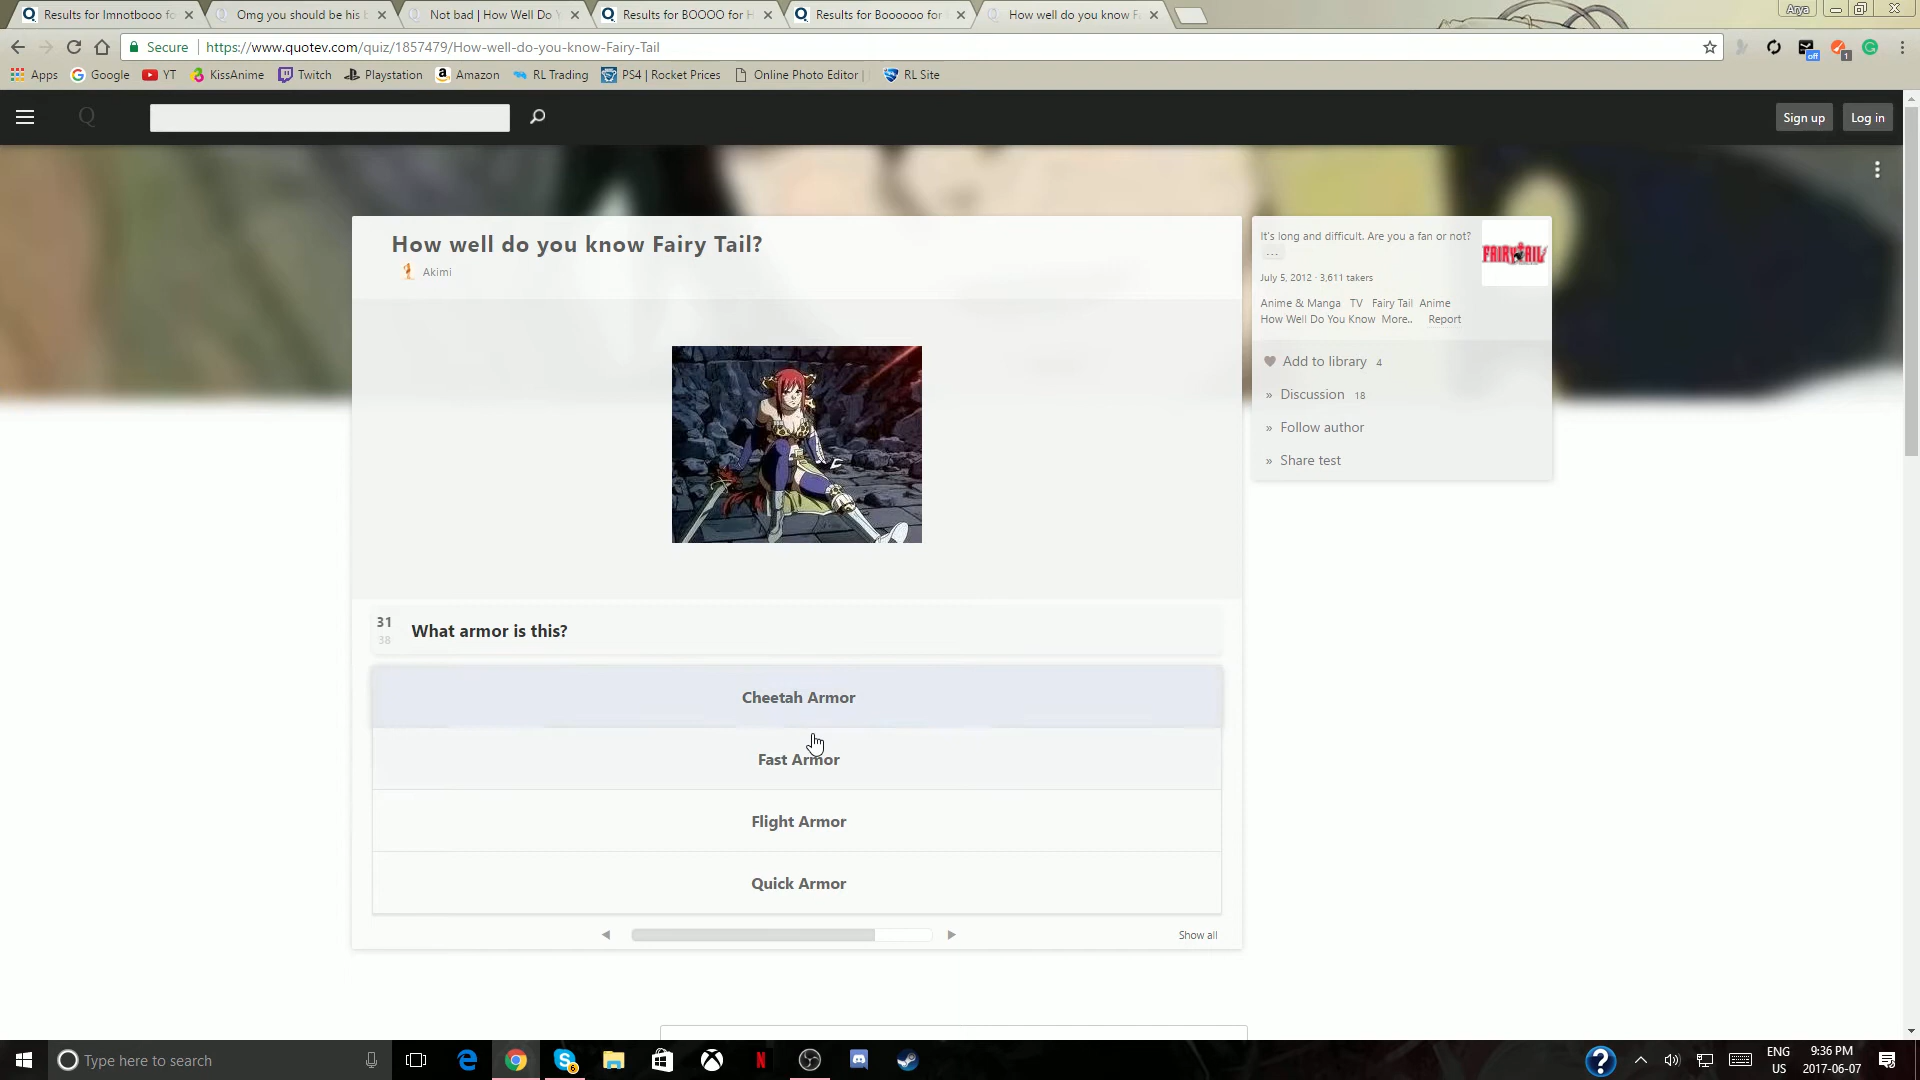 Results for Imnotbooo fo
Omg you should be his b
Not bad | How Well Do Y
Results for BOOOO for H
Results for Boooooo for
How well do you know F
Arya
Secure
https://www.quotev.com/quiz/1857479/How-well-do-you-know-Fairy-Tail
off
1
Apps
Google
YT
KissAnime
Twitch
Playstation
Amazon
RL Trading
PS4 | Rocket Prices
Online Photo Editor |
RL Site
Q
Sign up
Log in
How well do you know Fairy Tail?
Akimi
It's long and difficult. Are you a fan or not?
...
July 5, 2012 · 3,611 takers
Anime & Manga TV Fairy Tail Anime
How Well Do You Know More.. Report
FAIRY TAIL
Add to library 4
» Discussion 18
» Follow author
» Share test
31
38
What armor is this?
Cheetah Armor
Fast Armor
Flight Armor
Quick Armor
Show all
Type here to search
6
ENG
US
9:36 PM
2017-06-07